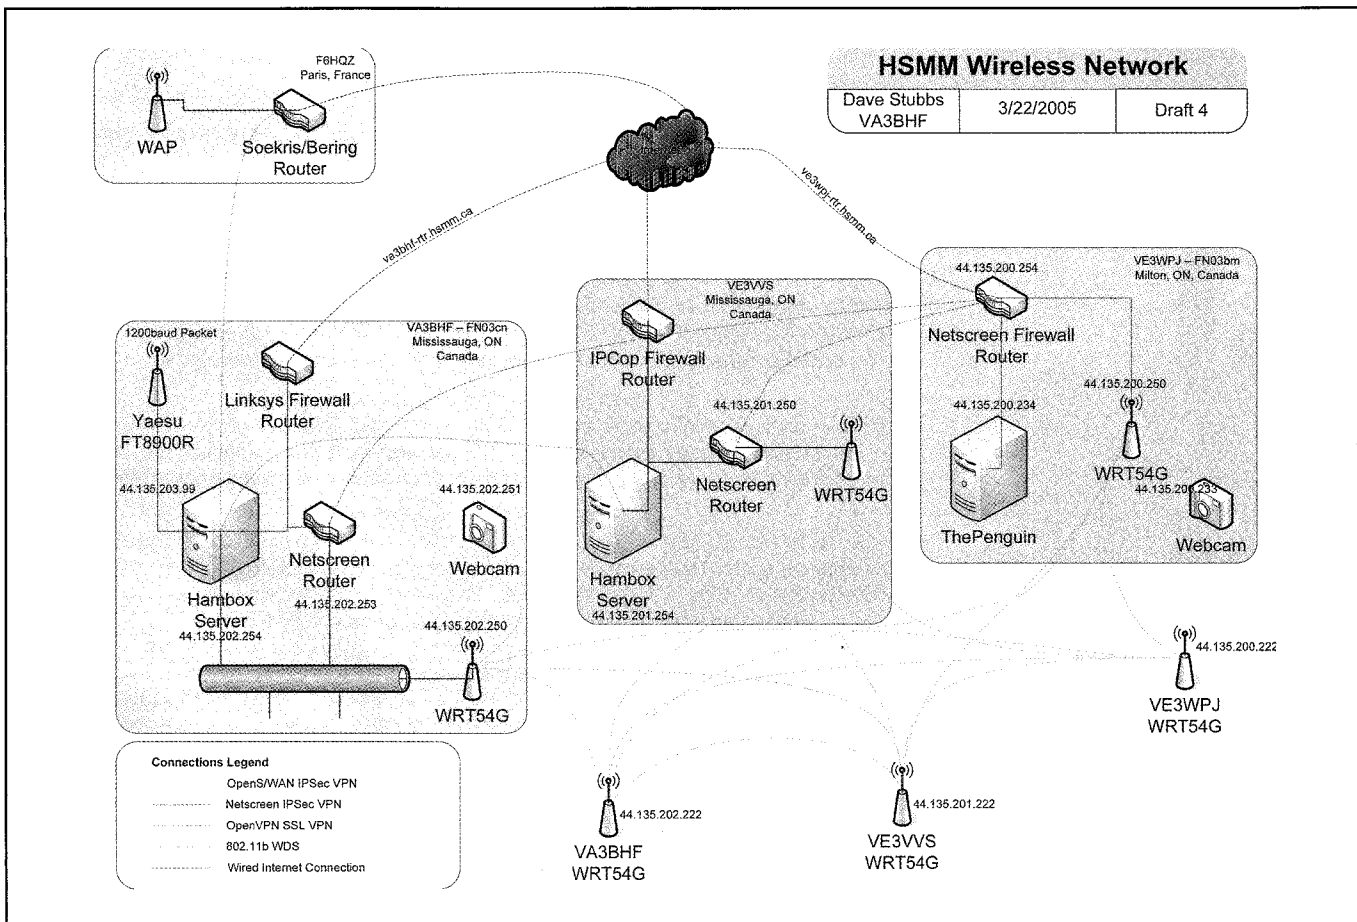 HSMM Wireless Network
Dave Stubbs
VA3BHF
3/22/2005
Draft 4
F6HQZ
Paris, France
WAP
Soekris/Bering
Router
va3bhf-rtr.hsmm.ca
ve3wpj-rtr.hsmm.ca
VA3BHF – FN03cn
Mississauga, ON
Canada
1200baud Packet
Yaesu
FT8900R
Linksys Firewall
Router
44.135.203.99
44.135.202.251
Netscreen
Router
44.135.202.253
Webcam
Hambox
Server
44.135.202.254
44.135.202.250
WRT54G
VE3VVS
Mississauga, ON
Canada
IPCop Firewall
Router
44.135.201.250
Netscreen
Router
WRT54G
Hambox
Server
44.135.201.254
VE3WPJ – FN03bm
Milton, ON, Canada
44.135.200.254
Netscreen Firewall
Router
44.135.200.250
44.135.200.234
WRT54G
44.135.200.233
ThePenguin
Webcam
44.135.200.222
VE3WPJ
WRT54G
44.135.202.222
VA3BHF
WRT54G
44.135.201.222
VE3VVS
WRT54G
Connections Legend
OpenS/WAN IPSec VPN
Netscreen IPSec VPN
OpenVPN SSL VPN
802.11b WDS
Wired Internet Connection